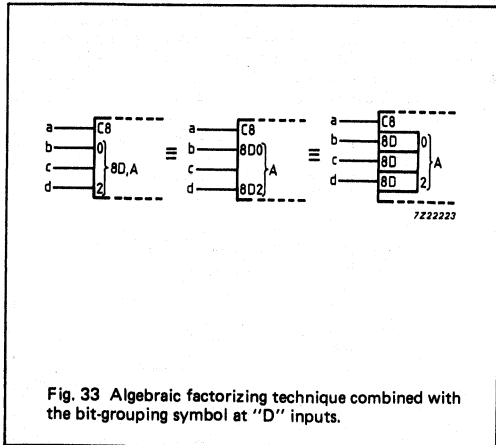 a C8 a C8 a C8
b 0 b 8D0 b 8D 0
c 8D,A ≡ c A ≡ c 8D A
d 2 d 8D2 d 8D 2
7Z22223
Fig. 33 Algebraic factorizing technique combined with
the bit-grouping symbol at "D" inputs.